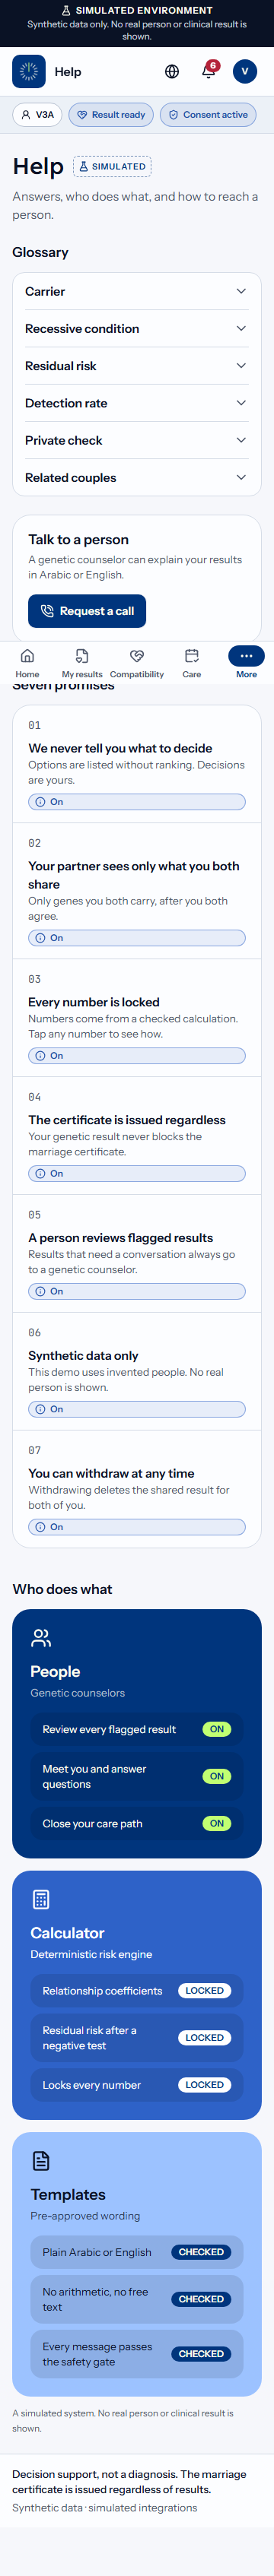 SIMULATED ENVIRONMENT
Synthetic data only. No real person or clinical result is
shown.
Help
6
V
V3A
Result ready
Consent active
Help
SIMULATED
Answers, who does what, and how to reach a
person.
Glossary
Carrier
Recessive condition
Residual risk
Detection rate
Private check
Related couples
Talk to a person
A genetic counselor can explain your results
in Arabic or English.
Request a call
Home
My results
Compatibility
Care
More
Seven promises
01
We never tell you what to decide
Options are listed without ranking. Decisions
are yours.
On
02
Your partner sees only what you both
share
Only genes you both carry, after you both
agree.
On
03
Every number is locked
Numbers come from a checked calculation.
Tap any number to see how.
On
04
The certificate is issued regardless
Your genetic result never blocks the
marriage certificate.
On
05
A person reviews flagged results
Results that need a conversation always go
to a genetic counselor.
On
06
Synthetic data only
This demo uses invented people. No real
person is shown.
On
07
You can withdraw at any time
Withdrawing deletes the shared result for
both of you.
On
Who does what
People
Genetic counselors
Review every flagged result
ON
Meet you and answer
questions
ON
Close your care path
ON
Calculator
Deterministic risk engine
Relationship coefficients
LOCKED
Residual risk after a
negative test
LOCKED
Locks every number
LOCKED
Templates
Pre-approved wording
Plain Arabic or English
CHECKED
No arithmetic, no free
text
CHECKED
Every message passes
the safety gate
CHECKED
A simulated system. No real person or clinical result is
shown.
Decision support, not a diagnosis. The marriage
certificate is issued regardless of results.
Synthetic data · simulated integrations